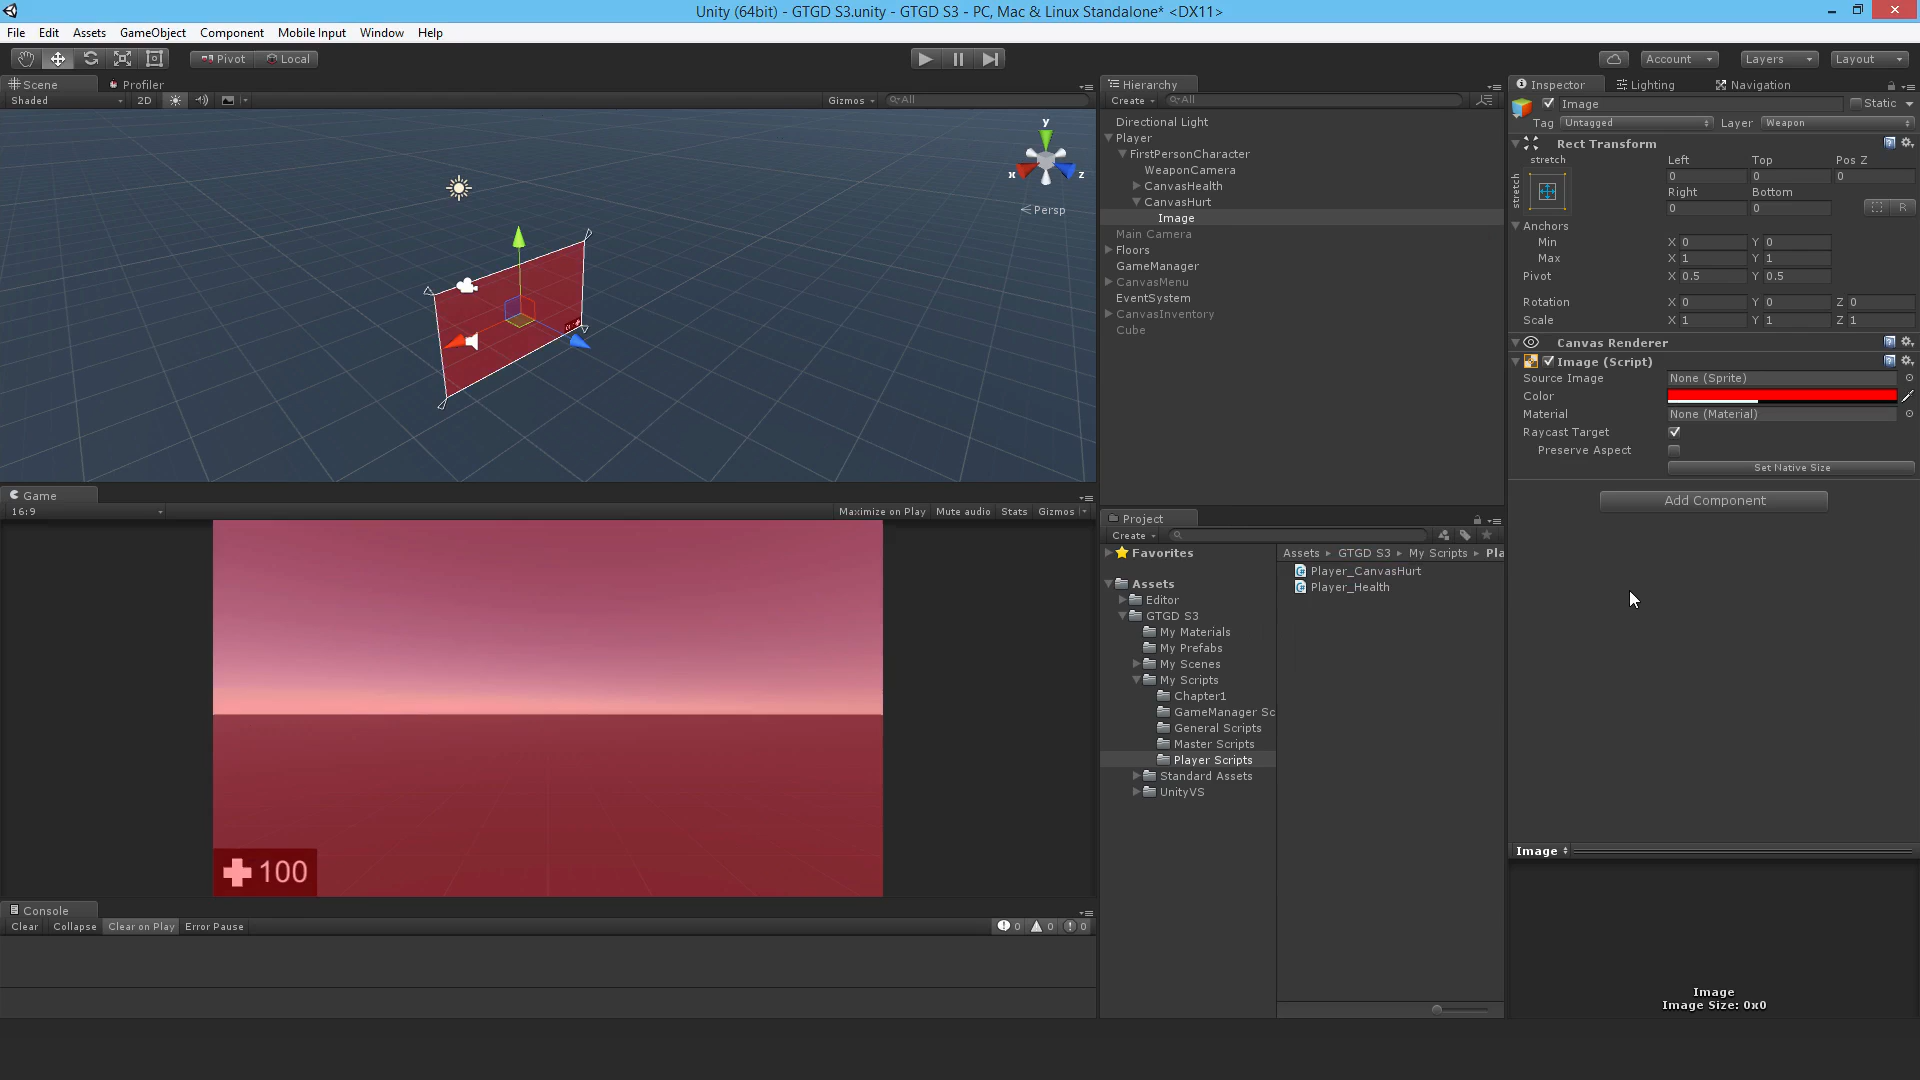 Unity (64bit) - GTGD S3.unity - GTGD S3 - PC, Mac & Linux Standalone* <DX11>
File Edit Assets GameObject Component Mobile Input Window Help
Pivot Local Account Layers Layout
Scene Profiler
Shaded 2D Gizmos All
y
x z
Persp
Game
16:9 Maximize on Play Mute audio Stats Gizmos
100
Console
Clear Collapse Clear on Play Error Pause 0 0 0
Hierarchy
Create All
Directional Light
Player
FirstPersonCharacter
WeaponCamera
CanvasHealth
CanvasHurt
Image
Main Camera
Floors
GameManager
CanvasMenu
EventSystem
CanvasInventory
Cube
Project
Create
Favorites
Assets
Editor
GTGD S3
My Materials
My Prefabs
My Scenes
My Scripts
Chapter1
GameManager Sc
General Scripts
Master Scripts
Player Scripts
Standard Assets
UnityVS
Assets GTGD S3 My Scripts Pla
Player_CanvasHurt
Player_Health
Inspector Lighting Navigation
Image Static
Tag Untagged Layer Weapon
Rect Transform
stretch Left Top Pos Z
stretch 0 0 0
Right Bottom
0 0 R
Anchors
Min X 0 Y 0
Max X 1 Y 1
Pivot X 0.5 Y 0.5
Rotation X 0 Y 0 Z 0
Scale X 1 Y 1 Z 1
Canvas Renderer
Image (Script)
Source Image None (Sprite)
Color
Material None (Material)
Raycast Target
Preserve Aspect
Set Native Size
Add Component
Image
Image
Image Size: 0x0